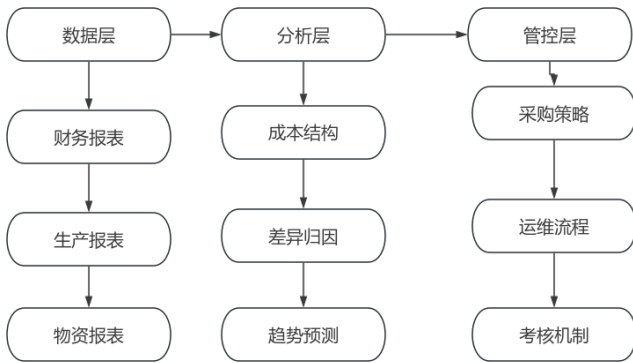 数据层
分析层
管控层
财务报表
成本结构
采购策略
生产报表
差异归因
运维流程
物资报表
趋势预测
考核机制